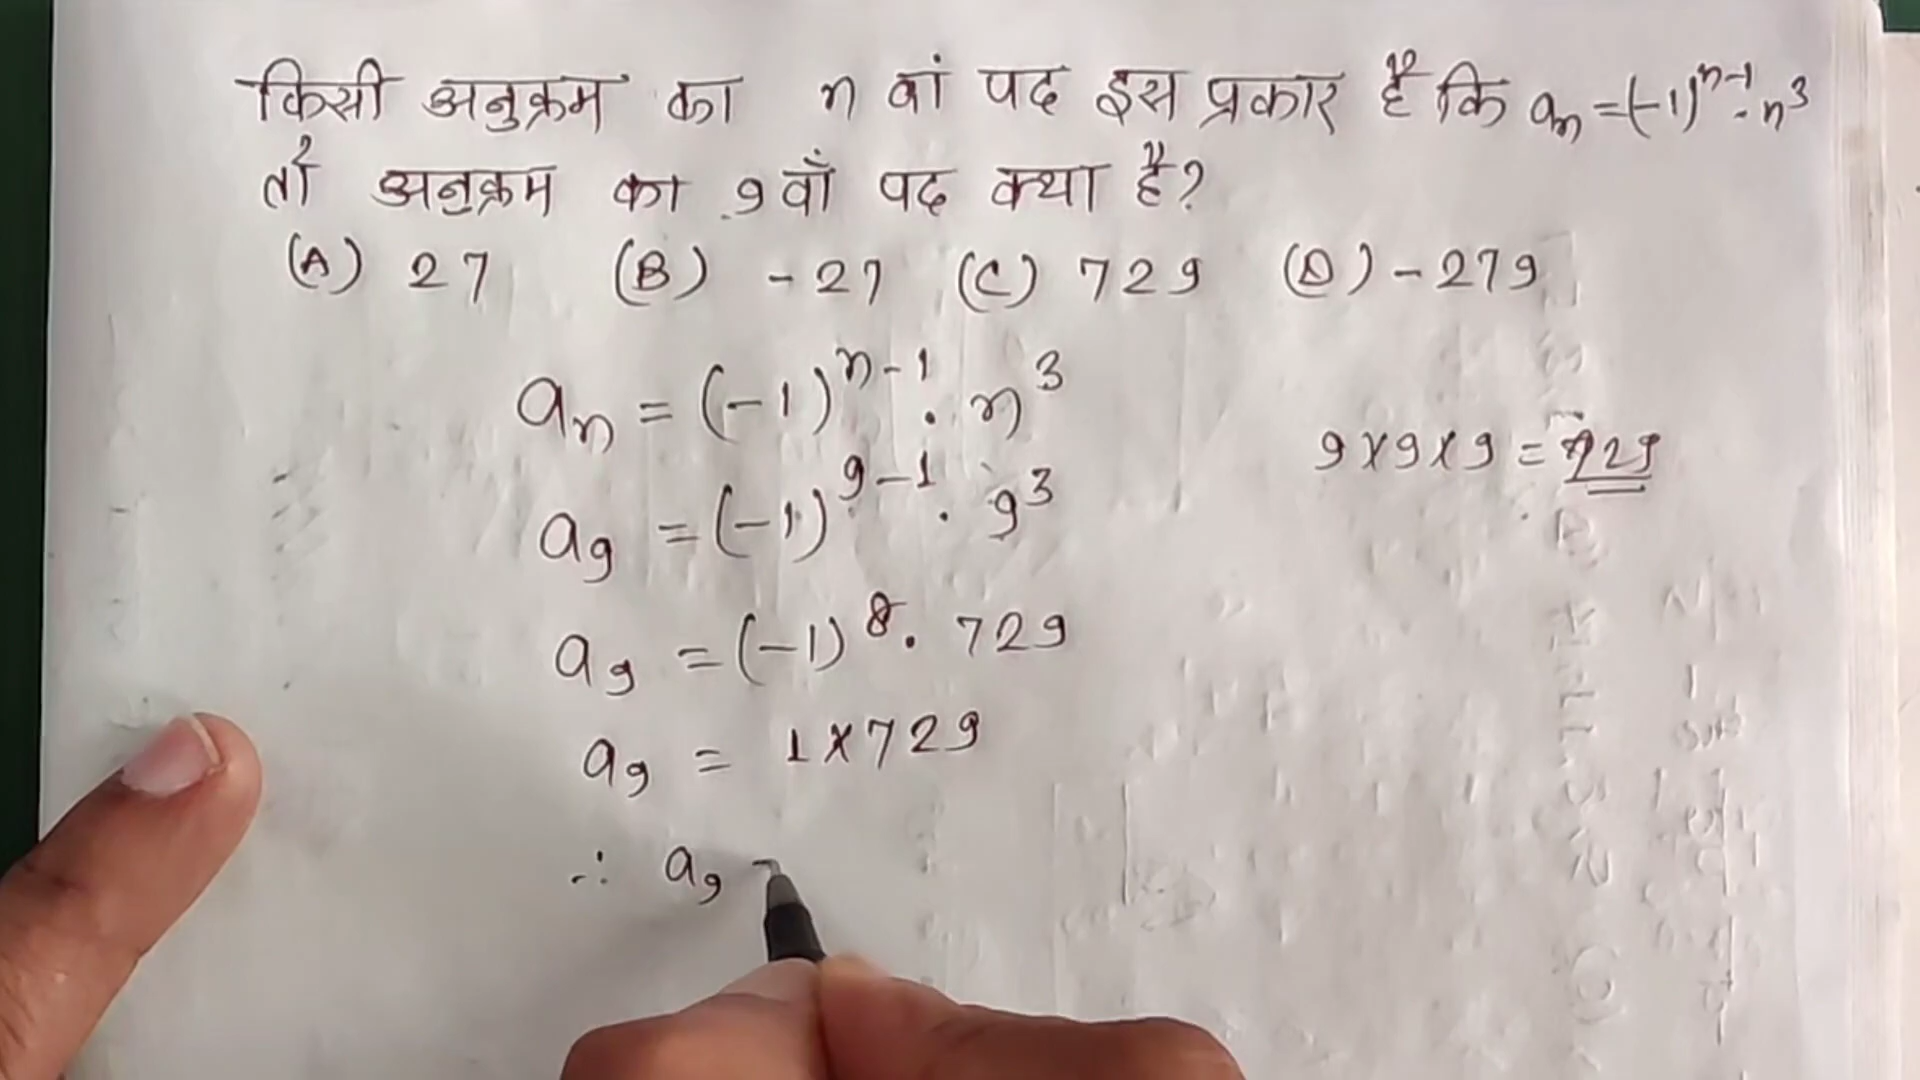 किसी अनुक्रम का n वां पद इस प्रकार है कि aₙ = (-1)ⁿ⁻¹ . n³
तो अनुक्रम का 9 वाँ पद क्या है?
(A) 27 (B) - 27 (C) 729 (D) - 279
aₙ = (-1)ⁿ⁻¹ . n³
9 x 9 x 9 = 729
a₉ = (-1)⁹⁻¹ . 9³
a₉ = (-1)⁸ . 729
a₉ = 1 x 729
∴ a₉